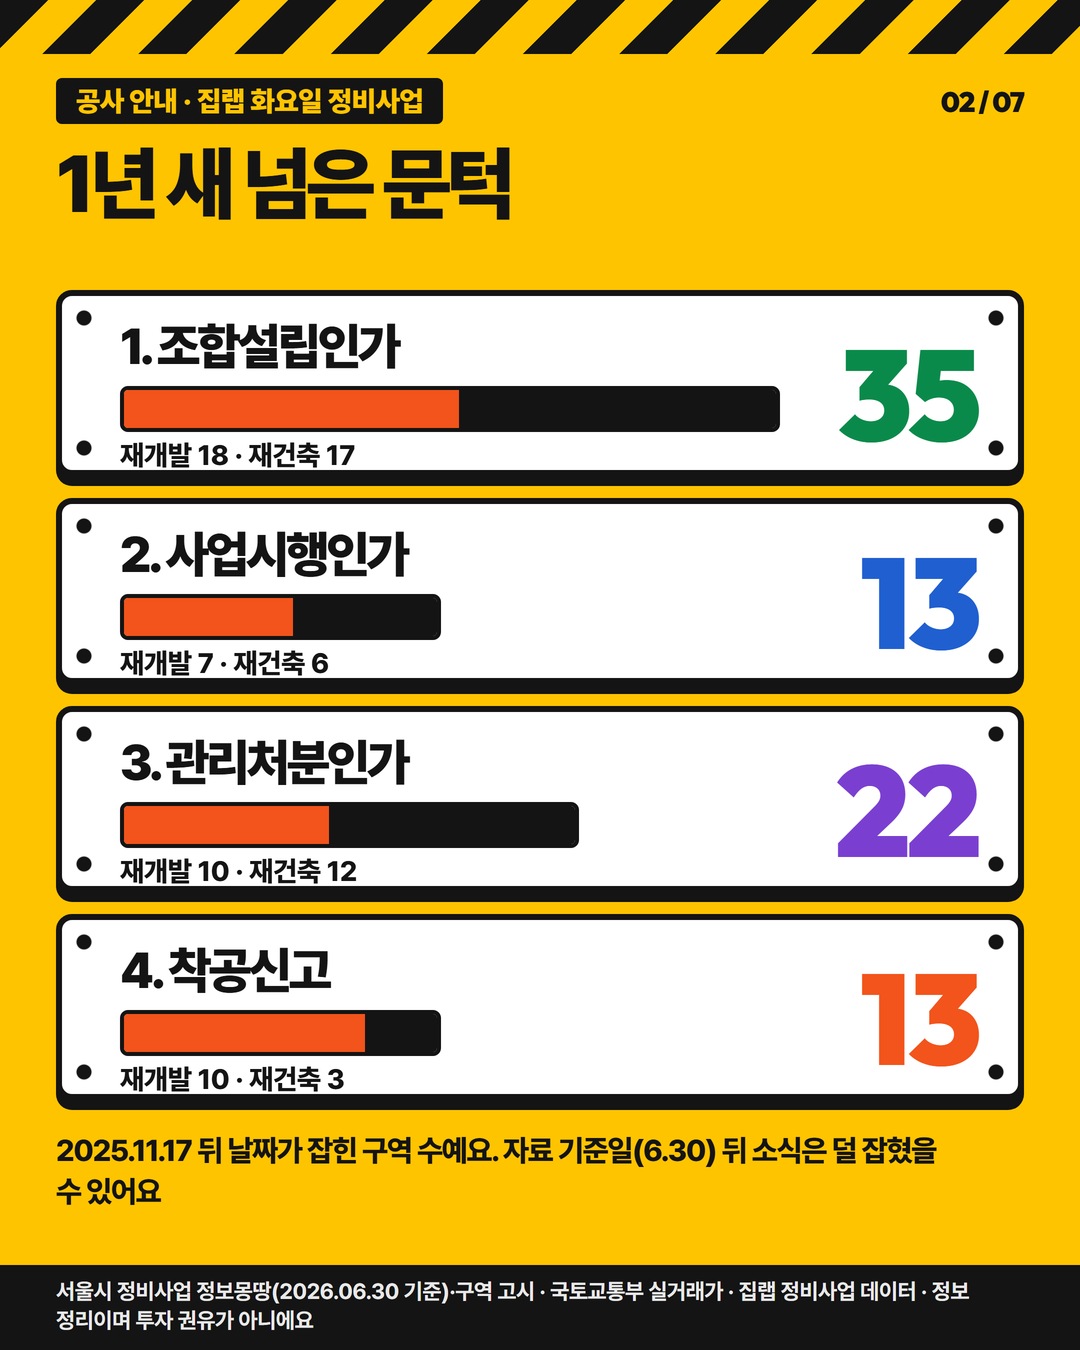 공사 안내 · 집랩 화요일 정비사업
02 / 07
1년 새 넘은 문턱
1. 조합설립인가
35
재개발 18 · 재건축 17
2. 사업시행인가
13
재개발 7 · 재건축 6
3. 관리처분인가
22
재개발 10 · 재건축 12
4. 착공신고
13
재개발 10 · 재건축 3
2025.11.17 뒤 날짜가 잡힌 구역 수예요. 자료 기준일(6.30) 뒤 소식은 덜 잡혔을
수 있어요
서울시 정비사업 정보몽땅(2026.06.30 기준)·구역 고시 · 국토교통부 실거래가 · 집랩 정비사업 데이터 · 정보
정리이며 투자 권유가 아니에요